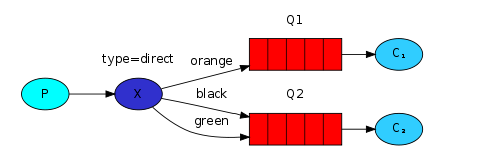 Q1
type=direct
orange
C₁
P
X
black
Q2
green
C₂